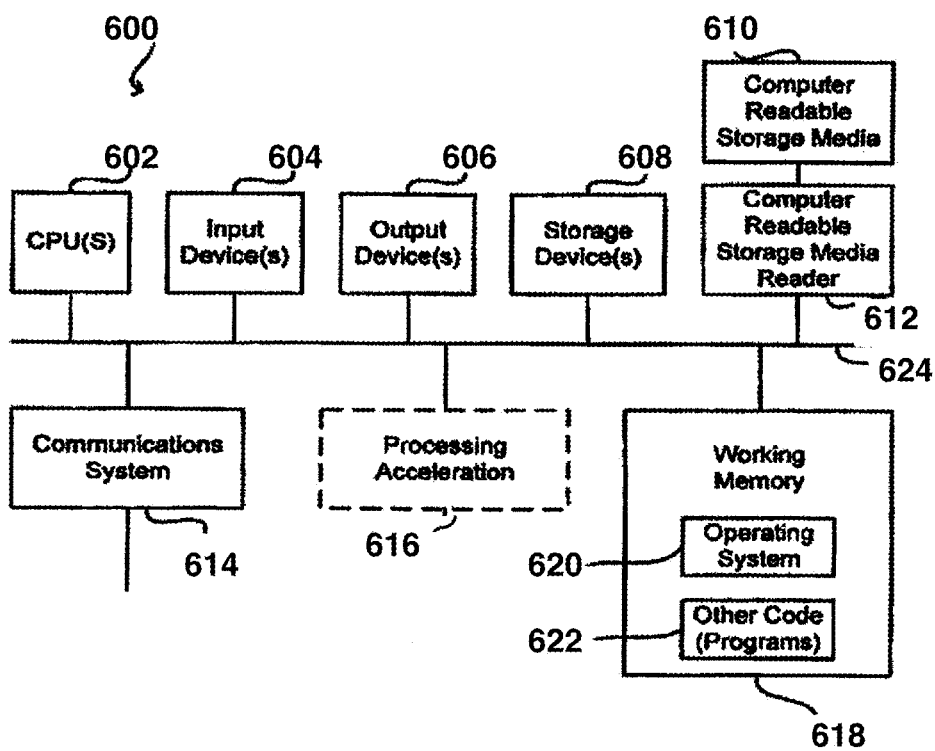 600
610
Computer
Readable
Storage Media
602
604
606
608
CPU(S)
Input
Device(s)
Output
Device(s)
Storage
Device(s)
Computer
Readable
Storage Media
Reader
612
624
Communications
System
614
Processing
Acceleration
616
Working
Memory
620
Operating
System
622
Other Code
(Programs)
618